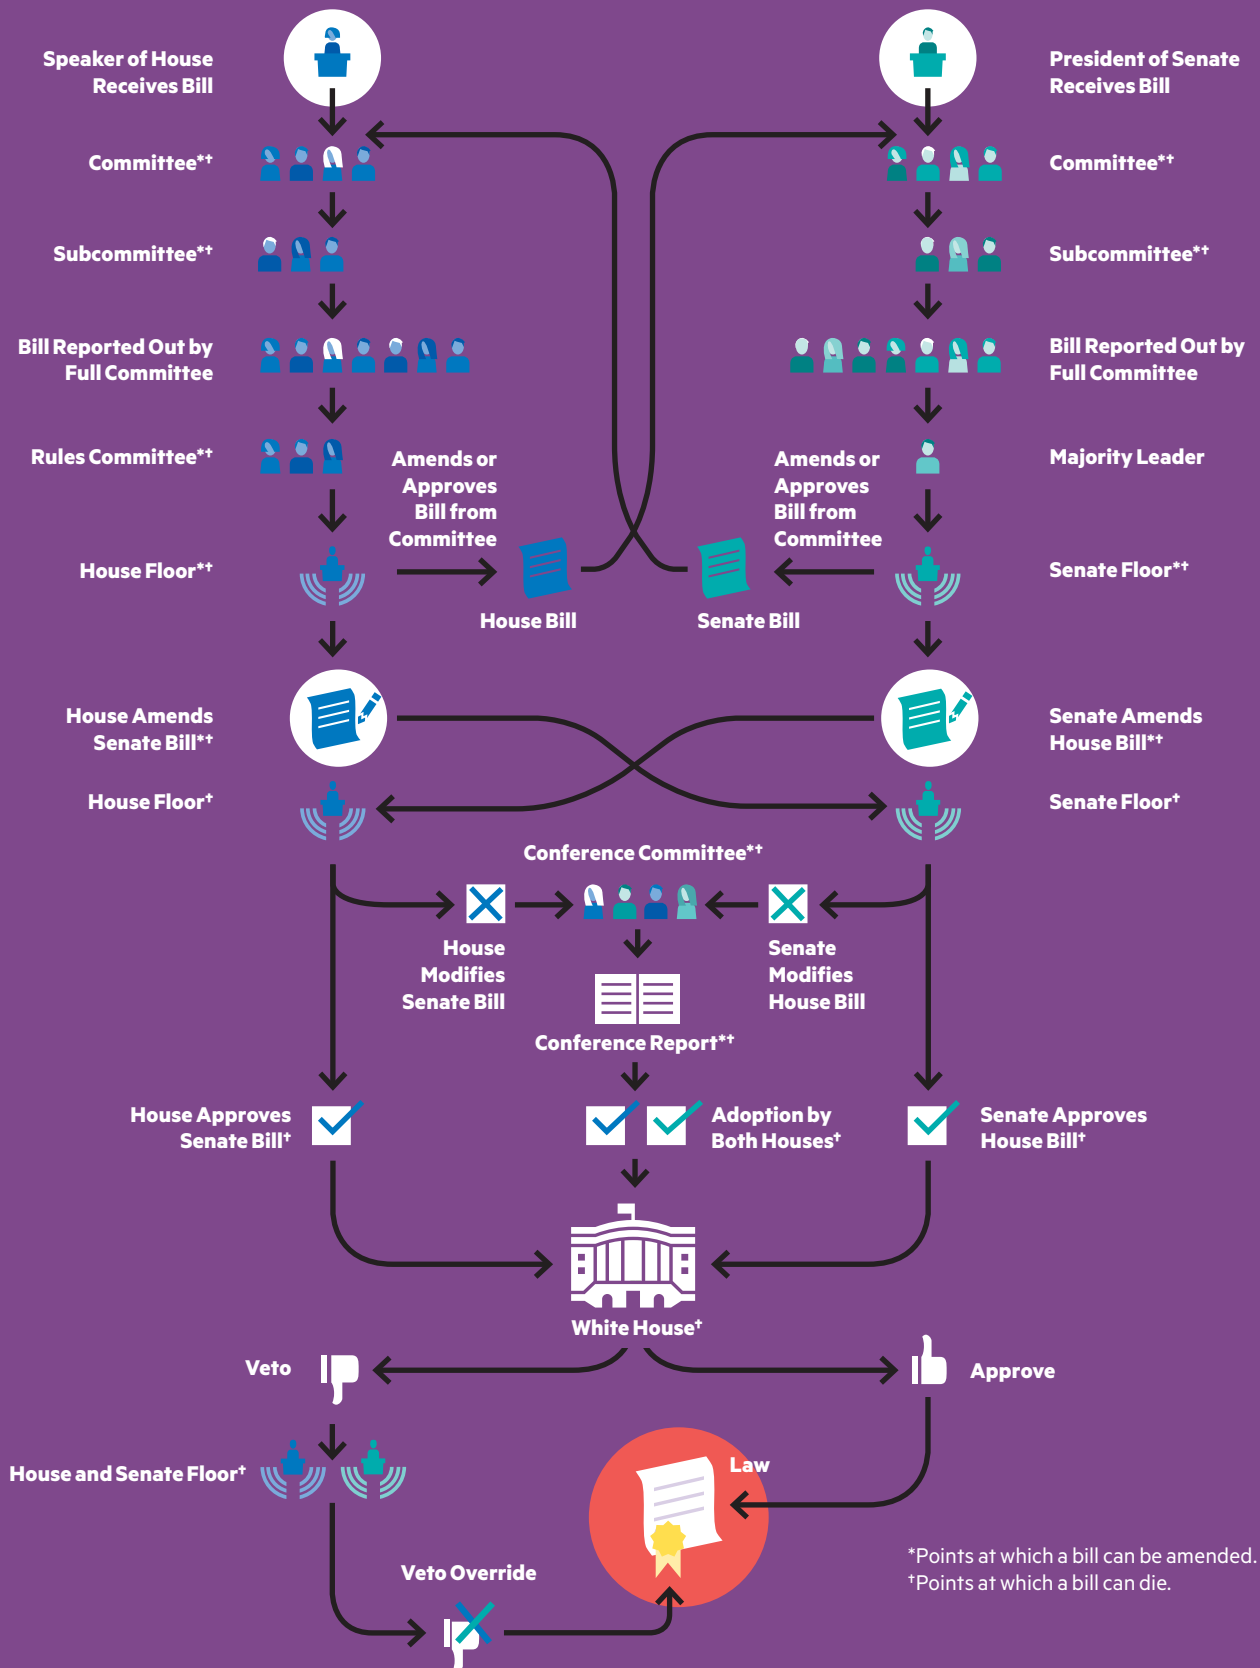 Speaker of House
Receives Bill
President of Senate
Receives Bill
Committee*†
Committee*†
Subcommittee*†
Subcommittee*†
Bill Reported Out by
Full Committee
Bill Reported Out by
Full Committee
Rules Committee*†
Amends or
Approves
Bill from
Committee
Amends or
Approves
Bill from
Committee
Majority Leader
House Floor*†
Senate Floor*†
House Bill
Senate Bill
House Amends
Senate Bill*†
Senate Amends
House Bill*†
House Floor†
Senate Floor†
Conference Committee*†
House
Modifies
Senate Bill
Senate
Modifies
House Bill
Conference Report*†
House Approves
Senate Bill†
Adoption by
Both Houses†
Senate Approves
House Bill†
White House†
Veto
Approve
House and Senate Floor†
Law
Veto Override
*Points at which a bill can be amended.
†Points at which a bill can die.